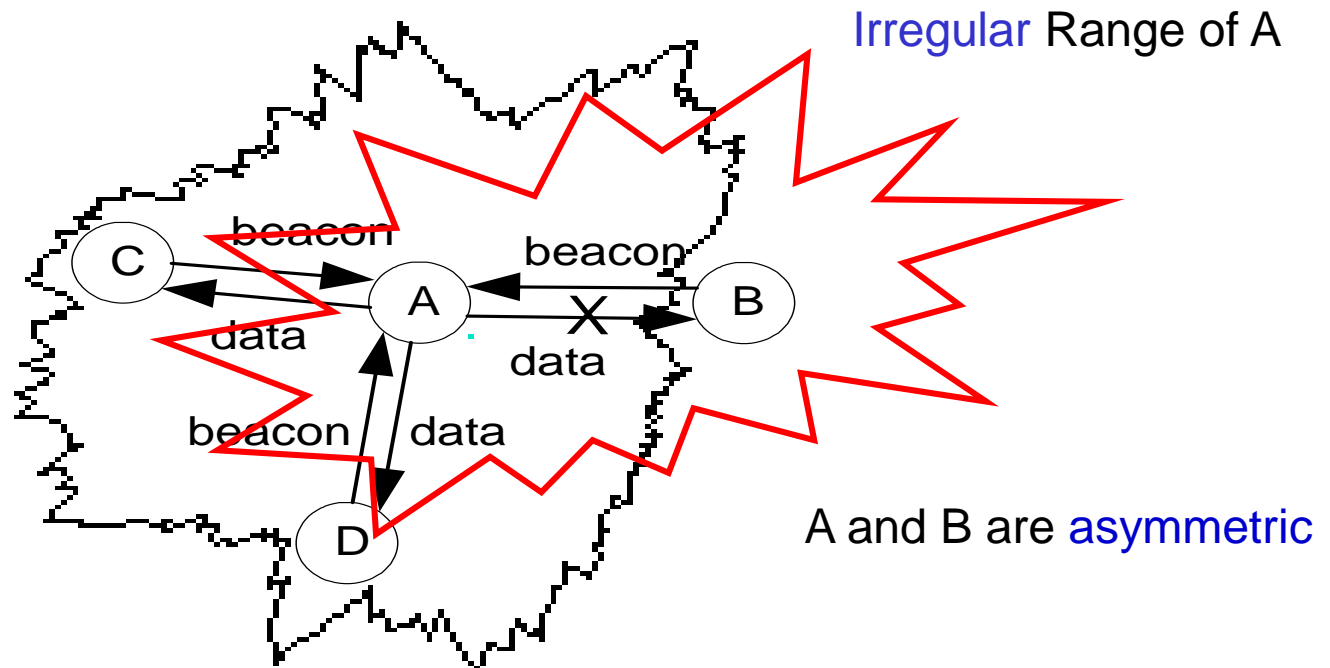 Irregular Range of A
beacon
C
beacon
A
B
X
data
data
beacon
data
D
A and B are asymmetric